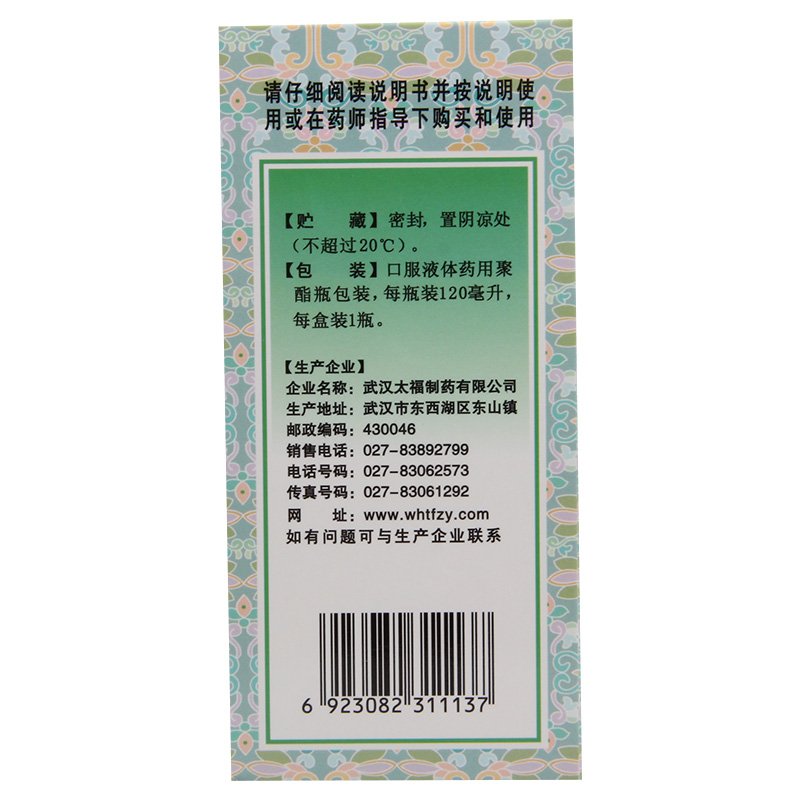 请仔细阅读说明书并按说明使
用或在药师指导下购买和使用
【贮　藏】密封，置阴凉处
（不超过20℃）。
【包　装】口服液体药用聚
酯瓶包装，每瓶装120毫升，
每盒装1瓶。
【生产企业】
企业名称：武汉太福制药有限公司
生产地址：武汉市东西湖区东山镇
邮政编码：430046
销售电话：027-83892799
电话号码：027-83062573
传真号码：027-83061292
网　址：www.whtfzy.com
如有问题可与生产企业联系
6 923082 311137